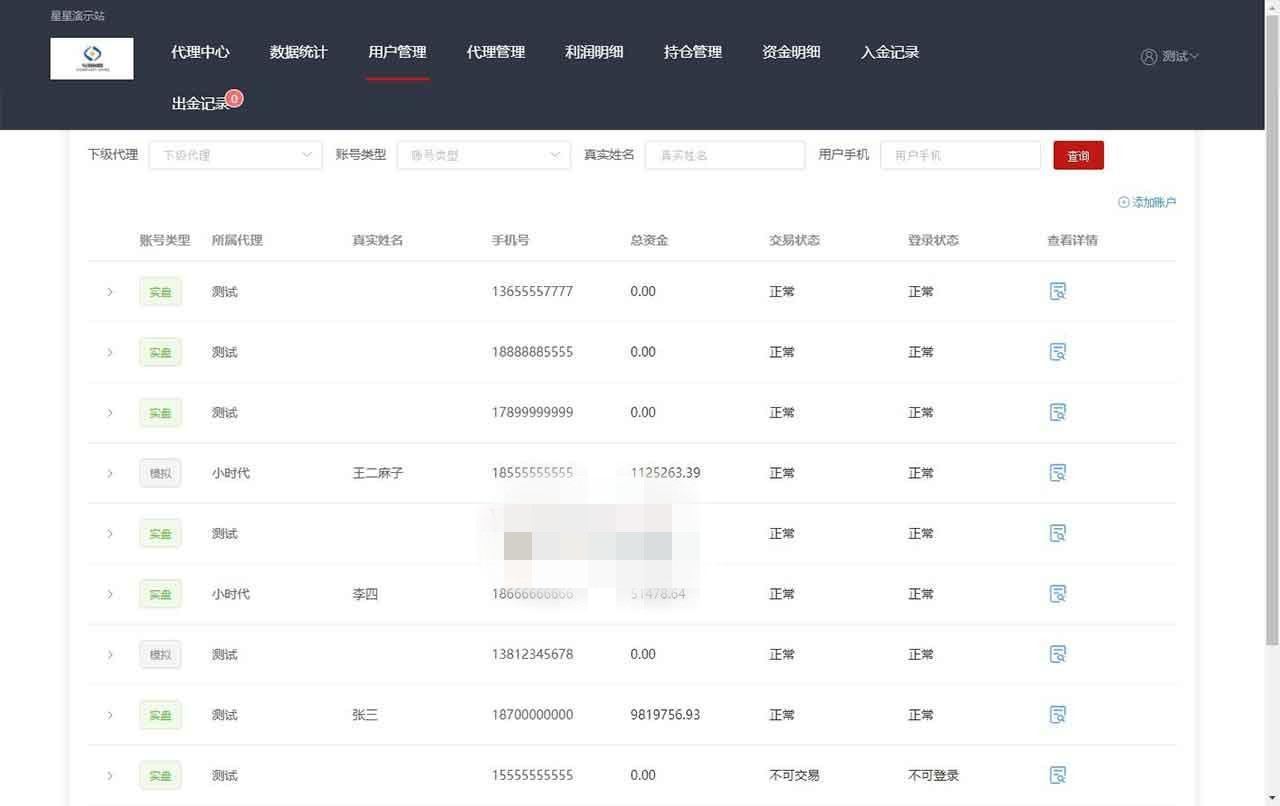 星星演示站
代理中心 数据统计 用户管理 代理管理 利润明细 持仓管理 资金明细 入金记录 测试
出金记录 0
下级代理 下级代理 账号类型 账号类型 真实姓名 真实姓名 用户手机 用户手机 查询
添加账户
账号类型 所属代理 真实姓名 手机号 总资金 交易状态 登录状态 查看详情
实盘 测试 13655557777 0.00 正常 正常
实盘 测试 18888885555 0.00 正常 正常
实盘 测试 17899999999 0.00 正常 正常
模拟 小时代 王二麻子 18555555555 1125263.39 正常 正常
实盘 测试 正常 正常
实盘 小时代 李四 18666666666 51478.64 正常 正常
模拟 测试 13812345678 0.00 正常 正常
实盘 测试 张三 18700000000 9819756.93 正常 正常
实盘 测试 15555555555 0.00 不可交易 不可登录